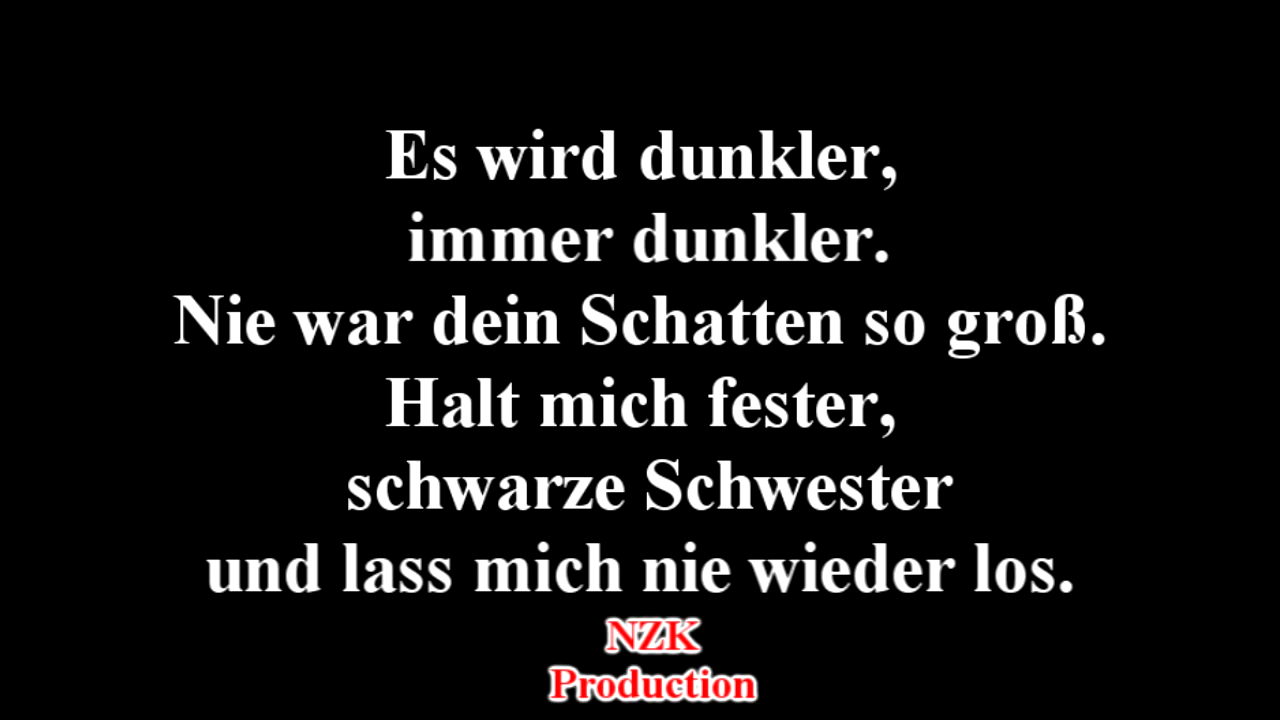 Es wird dunkler,
immer dunkler.
Nie war dein Schatten so groß.
Halt mich fester,
schwarze Schwester
und lass mich nie wieder los.
NZK
Production